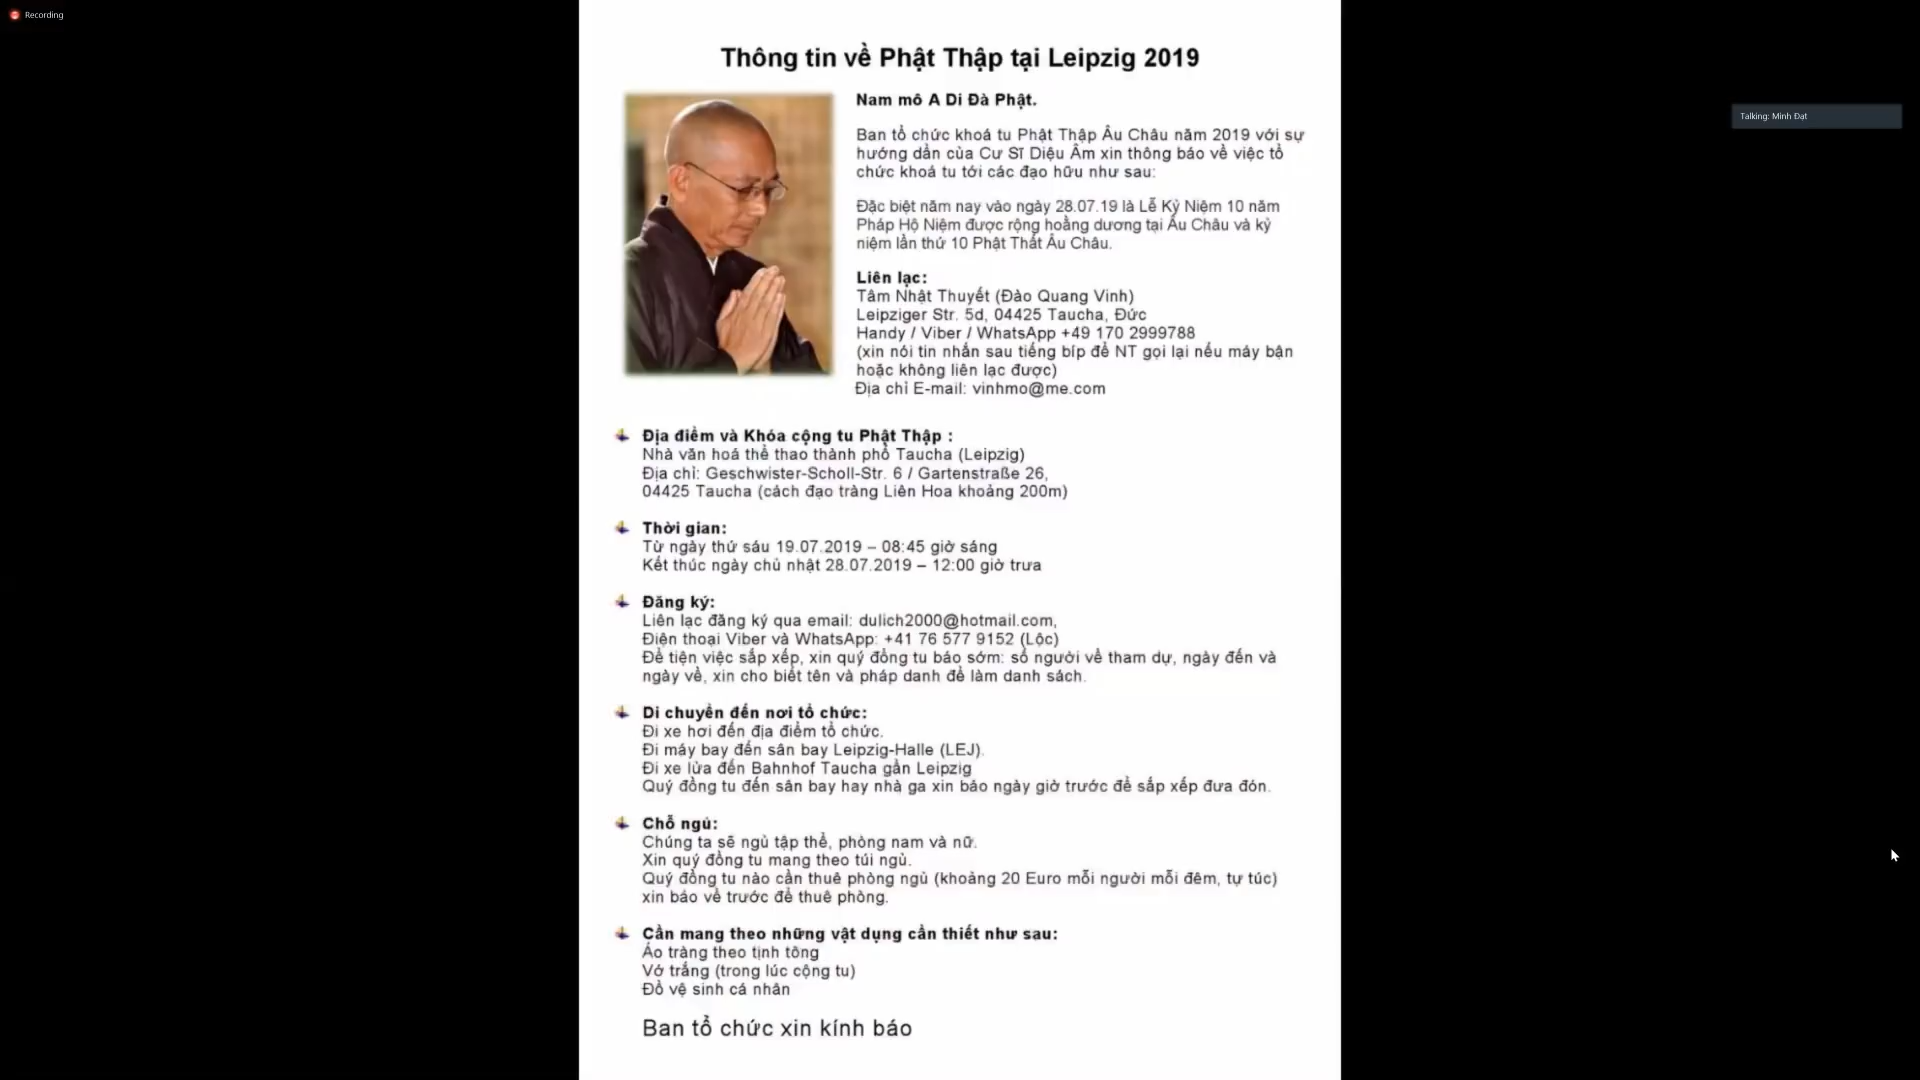 Recording
Talking: Minh Đạt
Thông tin về Phật Thập tại Leipzig 2019
Nam mô A Di Đà Phật.
Ban tổ chức khoá tu Phật Thập Âu Châu năm 2019 với sự
hướng dẫn của Cư Sĩ Diệu Âm xin thông báo về việc tổ
chức khoá tu tới các đạo hữu như sau:
Đặc biệt năm nay vào ngày 28.07.19 là Lễ Kỷ Niệm 10 năm
Pháp Hộ Niệm được rộng hoằng dương tại Âu Châu và kỷ
niệm lần thứ 10 Phật Thất Âu Châu.
Liên lạc:
Tâm Nhật Thuyết (Đào Quang Vinh)
Leipziger Str. 5d, 04425 Taucha, Đức
Handy / Viber / WhatsApp +49 170 2999788
(xin nói tin nhắn sau tiếng bíp để NT gọi lại nếu máy bận
hoặc không liên lạc được)
Địa chỉ E-mail: vinhmo@me.com
Địa điểm và Khóa cộng tu Phật Thập :
Nhà văn hoá thể thao thành phố Taucha (Leipzig)
Địa chỉ: Geschwister-Scholl-Str. 6 / Gartenstraße 26,
04425 Taucha (cách đạo tràng Liên Hoa khoảng 200m)
Thời gian:
Từ ngày thứ sáu 19.07.2019 – 08:45 giờ sáng
Kết thúc ngày chủ nhật 28.07.2019 – 12:00 giờ trưa
Đăng ký:
Liên lạc đăng ký qua email: dulich2000@hotmail.com,
Điện thoại Viber và WhatsApp: +41 76 577 9152 (Lộc)
Để tiện việc sắp xếp, xin quý đồng tu báo sớm: số người về tham dự, ngày đến và
ngày về, xin cho biết tên và pháp danh để làm danh sách.
Di chuyển đến nơi tổ chức:
Đi xe hơi đến địa điểm tổ chức.
Đi máy bay đến sân bay Leipzig-Halle (LEJ).
Đi xe lửa đến Bahnhof Taucha gần Leipzig
Quý đồng tu đến sân bay hay nhà ga xin báo ngày giờ trước để sắp xếp đưa đón.
Chỗ ngủ:
Chúng ta sẽ ngủ tập thể, phòng nam và nữ.
Xin quý đồng tu mang theo túi ngủ.
Quý đồng tu nào cần thuê phòng ngủ (khoảng 20 Euro mỗi người mỗi đêm, tự túc)
xin báo về trước để thuê phòng.
Cần mang theo những vật dụng cần thiết như sau:
Áo tràng theo tịnh tông
Vớ trắng (trong lúc cộng tu)
Đồ vệ sinh cá nhân
Ban tổ chức xin kính báo